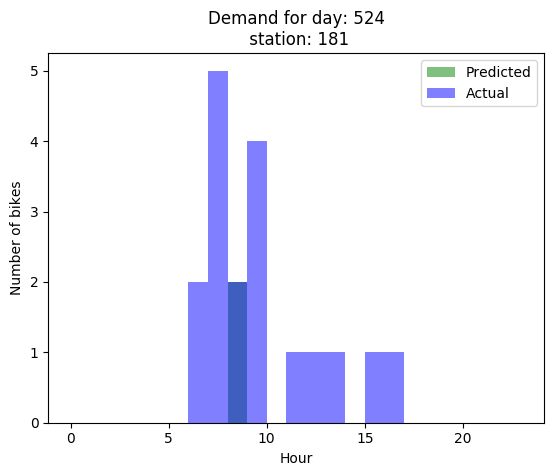 Demand for day: 524
station: 181
Predicted
Actual
Number of bikes
5
4
3
2
1
0
0
5
10
15
20
Hour